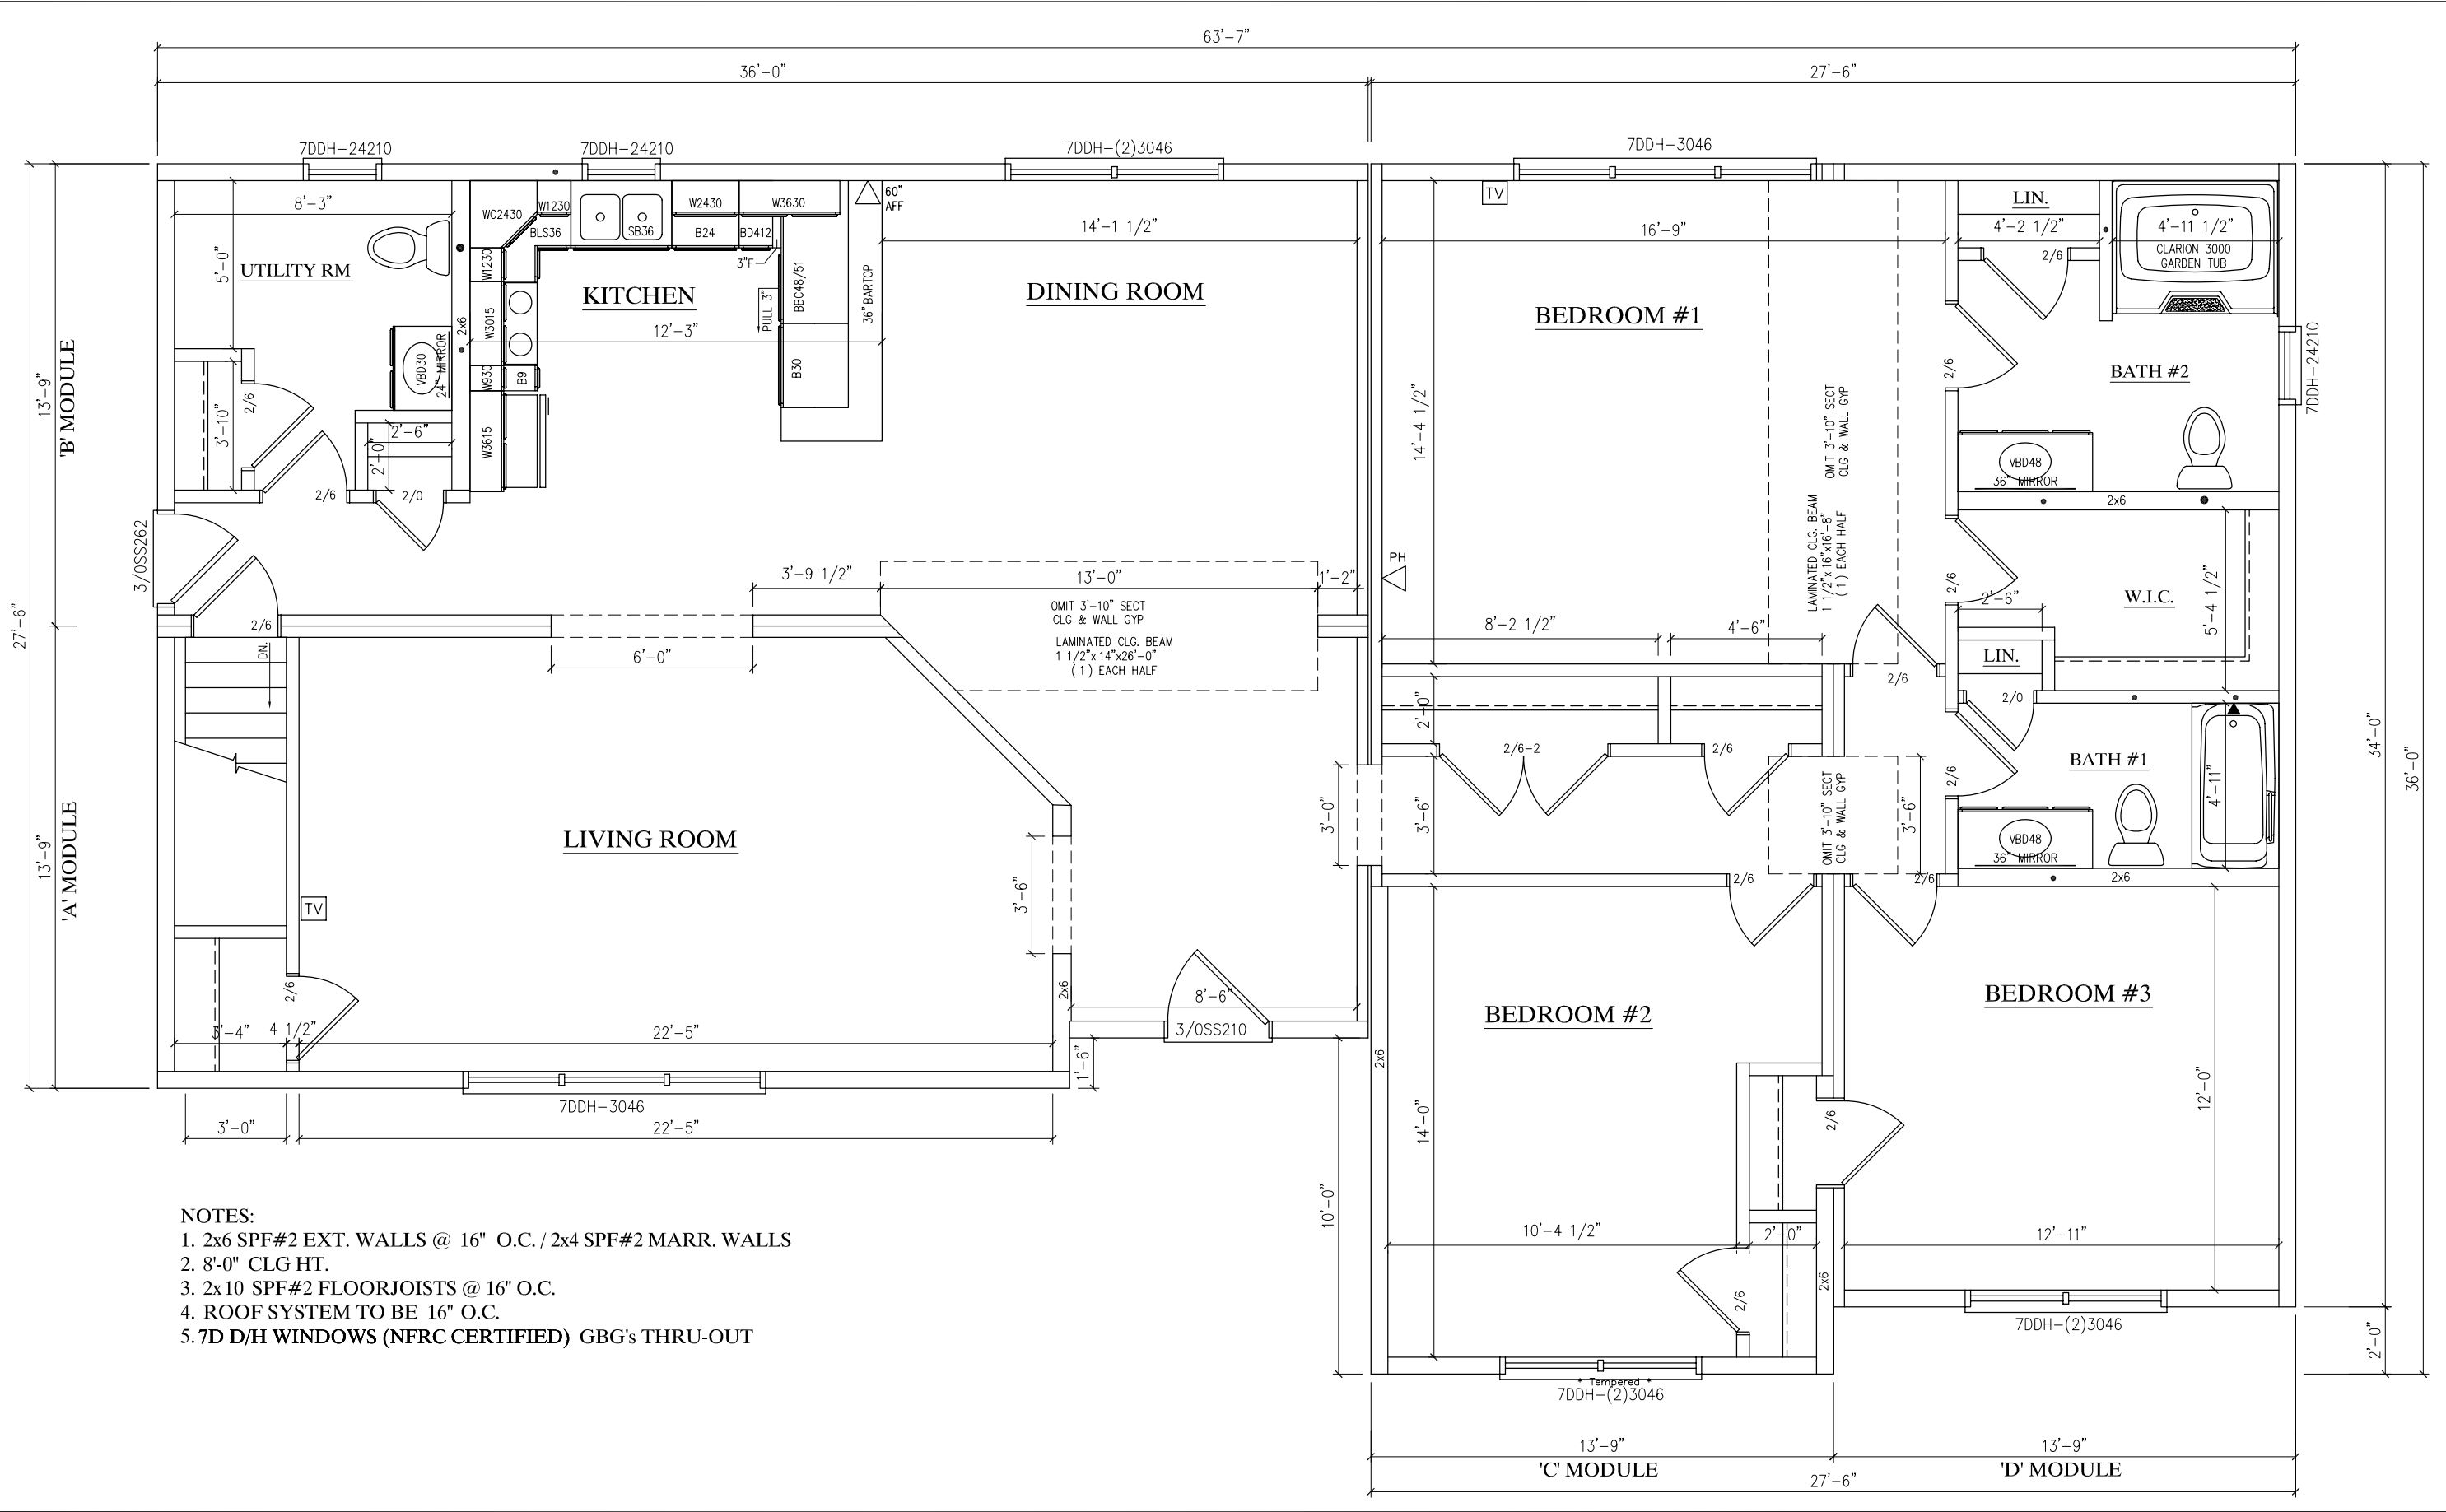 63'-7"
36'-0"
27'-6"
7DDH-24210
7DDH-24210
7DDH-(2)3046
7DDH-3046
8'-3"
WC2430
W1230
W2430
W3630
60"
AFF
TV
LIN.
BLS36
SB36
B24
BD412
14'-1 1/2"
16'-9"
4'-2 1/2"
4'-11 1/2"
CLARION 3000
GARDEN TUB
2/6
5'-0"
UTILITY RM
W1230
3"F
KITCHEN
12'-3"
PULL 3"
BBC48/51
36" BARTOP
DINING ROOM
BEDROOM #1
2x6
W3015
VBD30
24" MIRROR
W930
B9
B30
W3615
2/6
BATH #2
7DDH-24210
13'-9"
'B' MODULE
2/6
3'-10"
2'-6"
2'-0"
2/6
2/0
14'-4 1/2"
OMIT 3'-10" SECT
CLG & WALL GYP
LAMINATED CLG. BEAM
1 1/2"x 16"x16'-8"
(1) EACH HALF
VBD48
36" MIRROR
2x6
3/0SS262
PH
3'-9 1/2"
13'-0"
1'-2"
OMIT 3'-10" SECT
CLG & WALL GYP
LAMINATED CLG. BEAM
1 1/2"x 14"x26'-0"
(1) EACH HALF
2/6
2'-6"
W.I.C.
5'-4 1/2"
27'-6"
2/6
DN.
6'-0"
8'-2 1/2"
4'-6"
LIN.
2/6
2/0
2'-0"
2/6-2
2/6
2/6
BATH #1
34'-0"
36'-0"
13'-9"
'A' MODULE
LIVING ROOM
3'-0"
3'-6"
OMIT 3'-10" SECT
CLG & WALL GYP
3'-6"
4'-11"
VBD48
36" MIRROR
2x6
TV
3'-6"
2/6
2/6
2/6
2x6
8'-6"
BEDROOM #2
BEDROOM #3
3'-4"
4 1/2"
22'-5"
3/0SS210
1'-6"
2x6
7DDH-3046
3'-0"
22'-5"
14'-0"
2/6
12'-0"
10'-0"
10'-4 1/2"
2'-0"
12'-11"
2/6
2x6
7DDH-(2)3046
2'-0"
* Tempered *
7DDH-(2)3046
NOTES:
1. 2x6 SPF#2 EXT. WALLS @ 16" O.C. / 2x4 SPF#2 MARR. WALLS
2. 8'-0" CLG HT.
3. 2x10 SPF#2 FLOORJOISTS @ 16" O.C.
4. ROOF SYSTEM TO BE 16" O.C.
5. 7D D/H WINDOWS (NFRC CERTIFIED) GBG's THRU-OUT
13'-9"
13'-9"
'C' MODULE
'D' MODULE
27'-6"